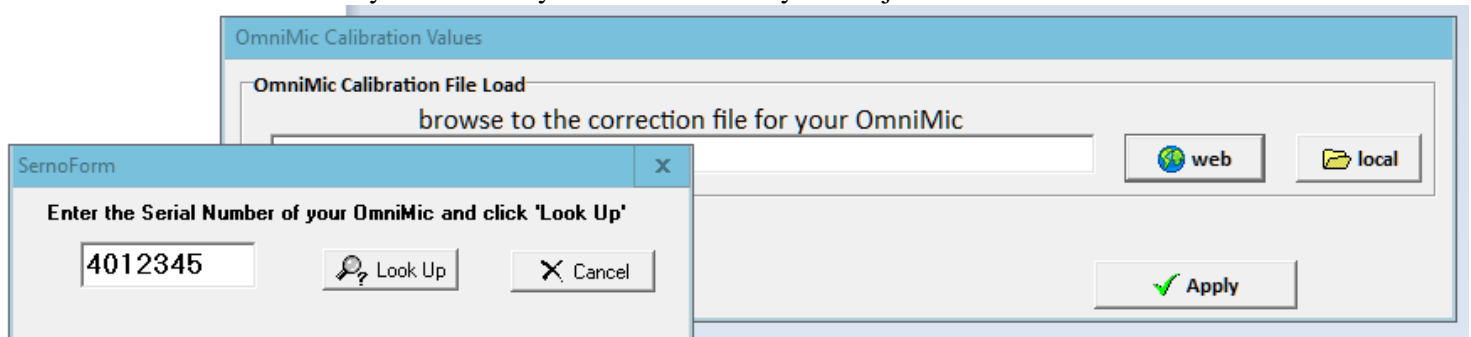 OmniMic Calibration Values
OmniMic Calibration File Load
browse to the correction file for your OmniMic
web
local
SernoForm
x
Enter the Serial Number of your OmniMic and click 'Look Up'
4012345
Look Up
Cancel
Apply